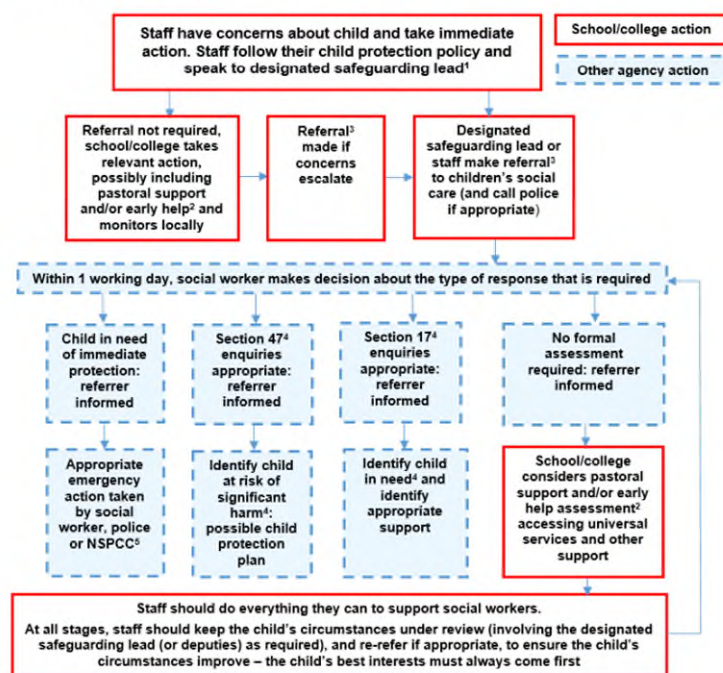 Staff have concerns about child and take immediate
action. Staff follow their child protection policy and
speak to designated safeguarding lead¹
School/college action
Other agency action
Referral not required,
school/college takes
relevant action,
possibly including
pastoral support
and/or early help² and
monitors locally
Referral³
made if
concerns
escalate
Designated
safeguarding lead or
staff make referral³
to children's social
care (and call police
if appropriate)
Within 1 working day, social worker makes decision about the type of response that is required
Child in need
of immediate
protection:
referrer
informed
Section 47⁴
enquiries
appropriate:
referrer
informed
Section 17⁴
enquiries
appropriate:
referrer
informed
No formal
assessment
required: referrer
informed
Appropriate
emergency
action taken
by social
worker, police
or NSPCC⁵
Identify child
at risk of
significant
harm⁴:
possible child
protection
plan
Identify child
in need⁴ and
identify
appropriate
support
School/college
considers pastoral
support and/or early
help assessment²
accessing universal
services and other
support
Staff should do everything they can to support social workers.
At all stages, staff should keep the child's circumstances under review (involving the designated
safeguarding lead (or deputies) as required), and re-refer if appropriate, to ensure the child's
circumstances improve – the child's best interests must always come first